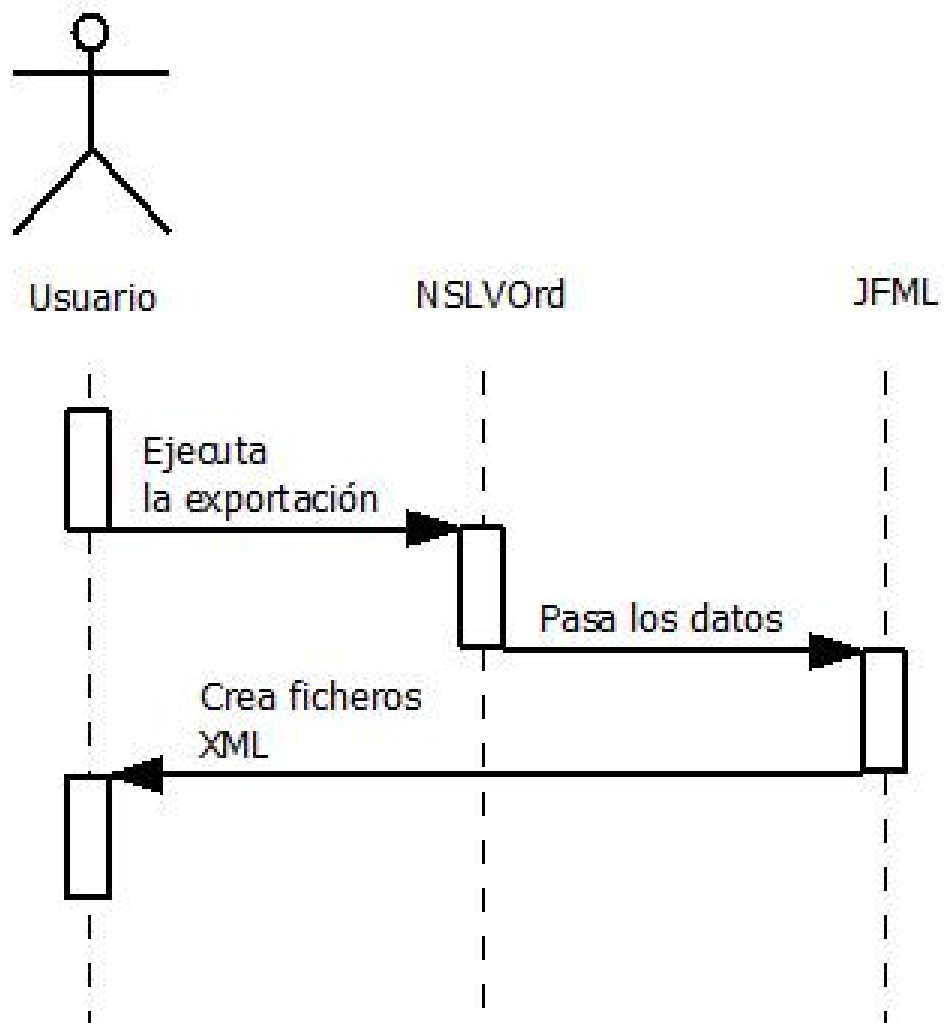 Usuario
NSLVOrd
JFML
Ejecuta
la exportación
Pasa los datos
Crea ficheros
XML